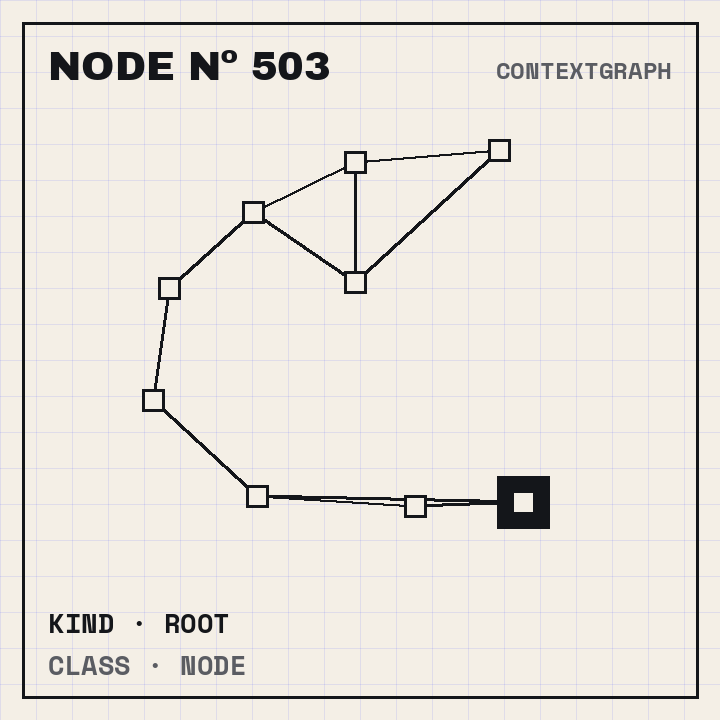 NODE Nº 503
CONTEXTGRAPH
KIND · ROOT
CLASS · NODE